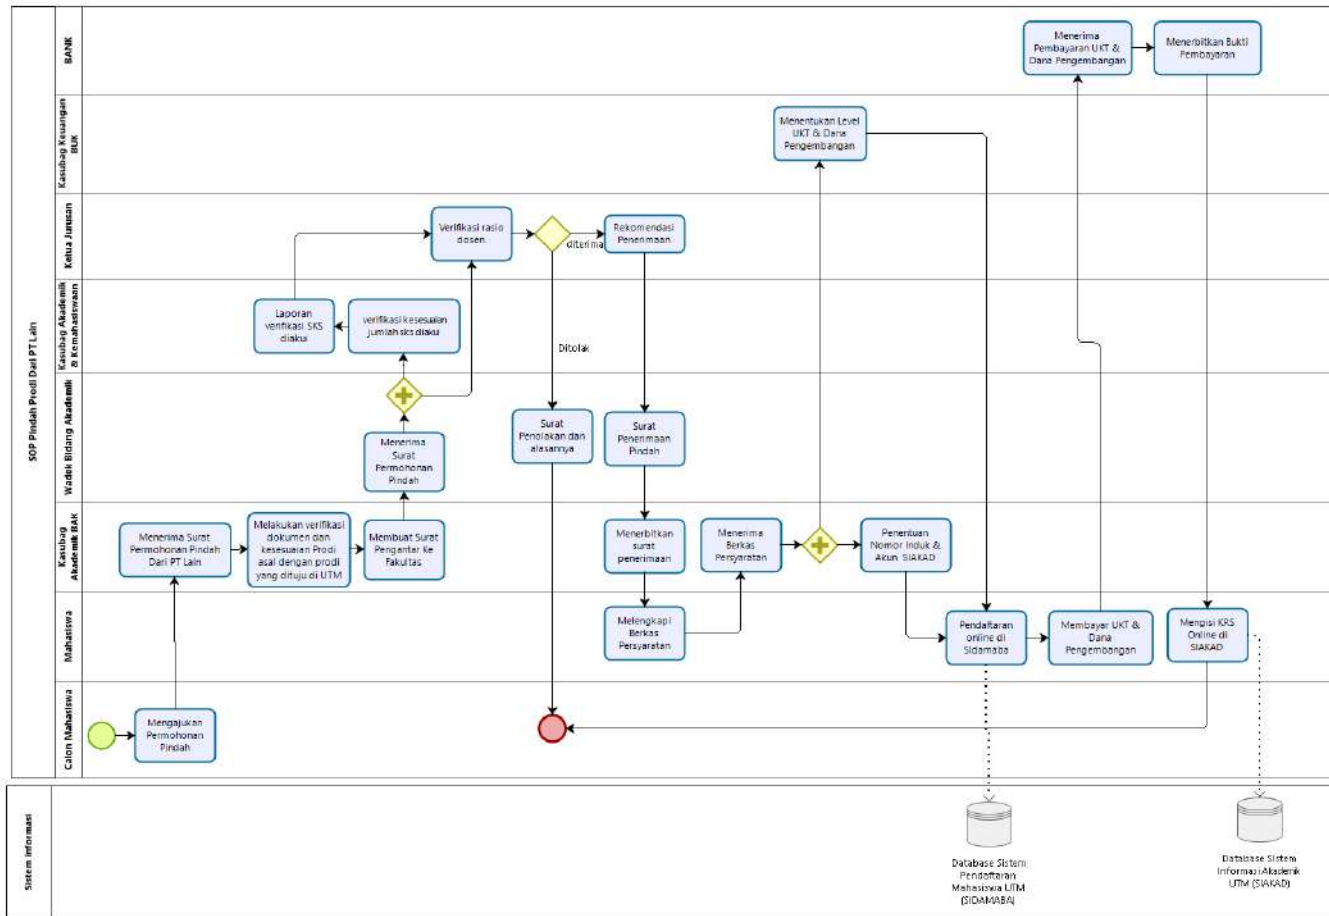 SOP Pindah Prodi Dari PT Lain
BANK
Menerima
Pembayaran UKT &
Dana Pengembangan
Menerbitkan Bukti
Pembayaran
Kasubag Keuangan
BUK
Menentukan Level
UKT & Dana
Pengembangan
Ketua Jurusan
Verifikasi rasio
dosen
diterima
Rekomendasi
Penerimaan
Kasubag Akademik
& Kemahasiswaan
Laporan
verifikasi SKS
diakui
verifikasi kesesuaian
jumlah sks diakui
Ditolak
Wadek Bidang Akademik
Menerima
Surat
Permohonan
Pindah
Surat
Penolakan dan
alasannya
Surat
Penerimaan
Pindah
Kasubag
Akademik BAK
Menerima Surat
Permohonan Pindah
Dari PT Lain
Melakukan verifikasi
dokumen dan
kesesuaian Prodi
asal dengan prodi
yang dituju di UTM
Membuat Surat
Pengantar Ke
Fakultas
Menerbitkan
surat
penerimaan
Menerima
Berkas
Persyaratan
Penentuan
Nomor Induk &
Akun SIAKAD
Mahasiswa
Melengkapi
Berkas
Persyaratan
Pendaftaran
online di
Sidamaba
Membayar UKT &
Dana
Pengembangan
Mengisi KRS
Online di
SIAKAD
Calon Mahasiswa
Mengajukan
Permohonan
Pindah
Sistem Informasi
Database Sistem
Pendaftaran
Mahasiswa UTM
(SIDAMABA)
Database Sistem
Informasi Akademik
UTM (SIAKAD)